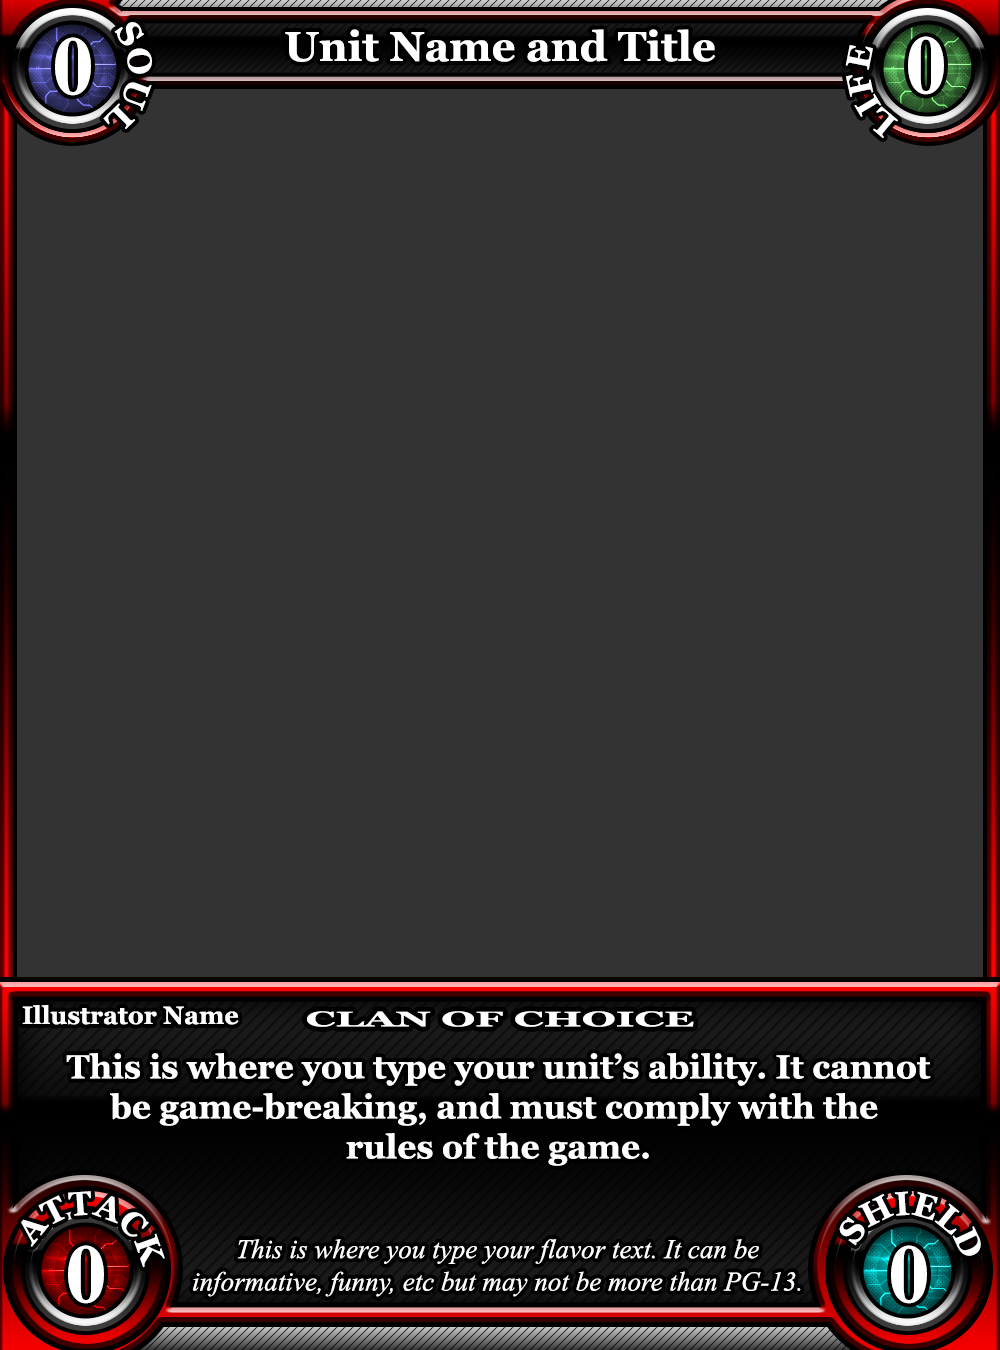 0
SOUL
Unit Name and Title
LIFE
0
Illustrator Name
CLAN OF CHOICE
This is where you type your unit’s ability. It cannot
be game-breaking, and must comply with the
rules of the game.
ATTACK
0
This is where you type your flavor text. It can be
informative, funny, etc but may not be more than PG-13.
SHIELD
0